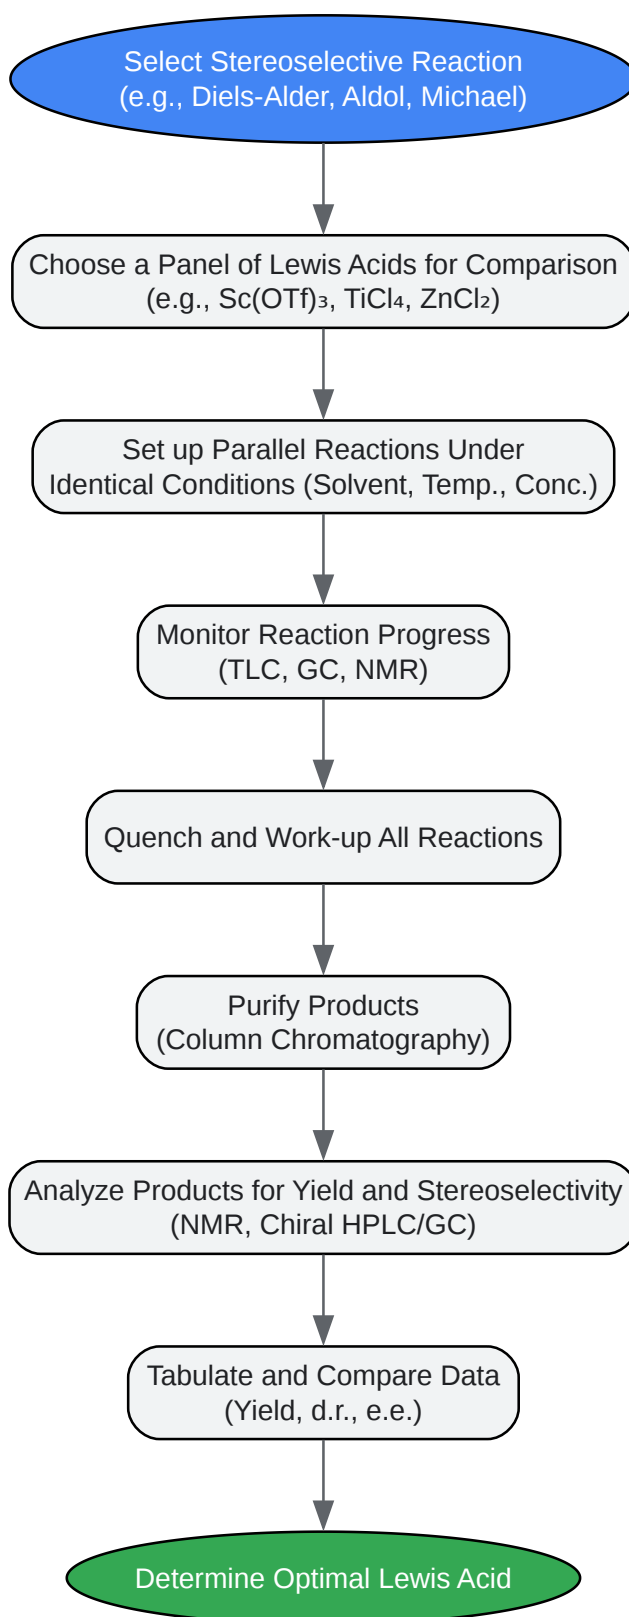 Select Stereoselective Reaction
(e.g., Diels-Alder, Aldol, Michael)
Choose a Panel of Lewis Acids for Comparison
(e.g., Sc(OTf)₃, TiCl₄, ZnCl₂)
Set up Parallel Reactions Under
Identical Conditions (Solvent, Temp., Conc.)
Monitor Reaction Progress
(TLC, GC, NMR)
Quench and Work-up All Reactions
Purify Products
(Column Chromatography)
Analyze Products for Yield and Stereoselectivity
(NMR, Chiral HPLC/GC)
Tabulate and Compare Data
(Yield, d.r., e.e.)
Determine Optimal Lewis Acid